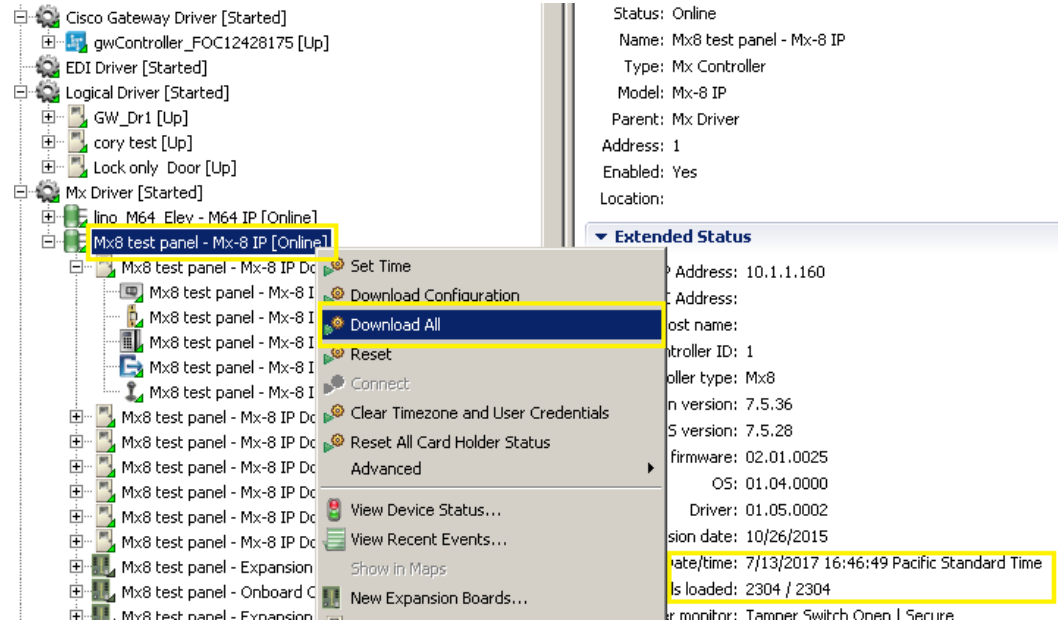 Cisco Gateway Driver [Started]
gwController_FOC12428175 [Up]
EDI Driver [Started]
Logical Driver [Started]
GW_Dr1 [Up]
cory test [Up]
Lock only Door [Up]
Mx Driver [Started]
lino M64 Elev - M64 IP [Online]
Mx8 test panel - Mx-8 IP [Online]
Mx8 test panel - Mx-8 IP Do
Mx8 test panel - Mx-8 I
Mx8 test panel - Mx-8 I
Mx8 test panel - Mx-8 I
Mx8 test panel - Mx-8 I
Mx8 test panel - Mx-8 I
Mx8 test panel - Mx-8 IP Do
Mx8 test panel - Mx-8 IP Do
Mx8 test panel - Mx-8 IP Do
Mx8 test panel - Mx-8 IP Do
Mx8 test panel - Mx-8 IP Do
Mx8 test panel - Mx-8 IP Do
Mx8 test panel - Expansion
Mx8 test panel - Onboard C
Mx8 test panel - Expansion
Set Time
Download Configuration
Download All
Reset
Connect
Clear Timezone and User Credentials
Reset All Card Holder Status
Advanced
View Device Status...
View Recent Events...
Show in Maps
New Expansion Boards...
Status: Online
Name: Mx8 test panel - Mx-8 IP
Type: Mx Controller
Model: Mx-8 IP
Parent: Mx Driver
Address: 1
Enabled: Yes
Location:
Extended Status
P Address: 10.1.1.160
C Address:
ost name:
ntroller ID: 1
oller type: Mx8
n version: 7.5.36
S version: 7.5.28
firmware: 02.01.0025
OS: 01.04.0000
Driver: 01.05.0002
sion date: 10/26/2015
ate/time: 7/13/2017 16:46:49 Pacific Standard Time
ls loaded: 2304 / 2304
r monitor: Tamper Switch Open | Secure